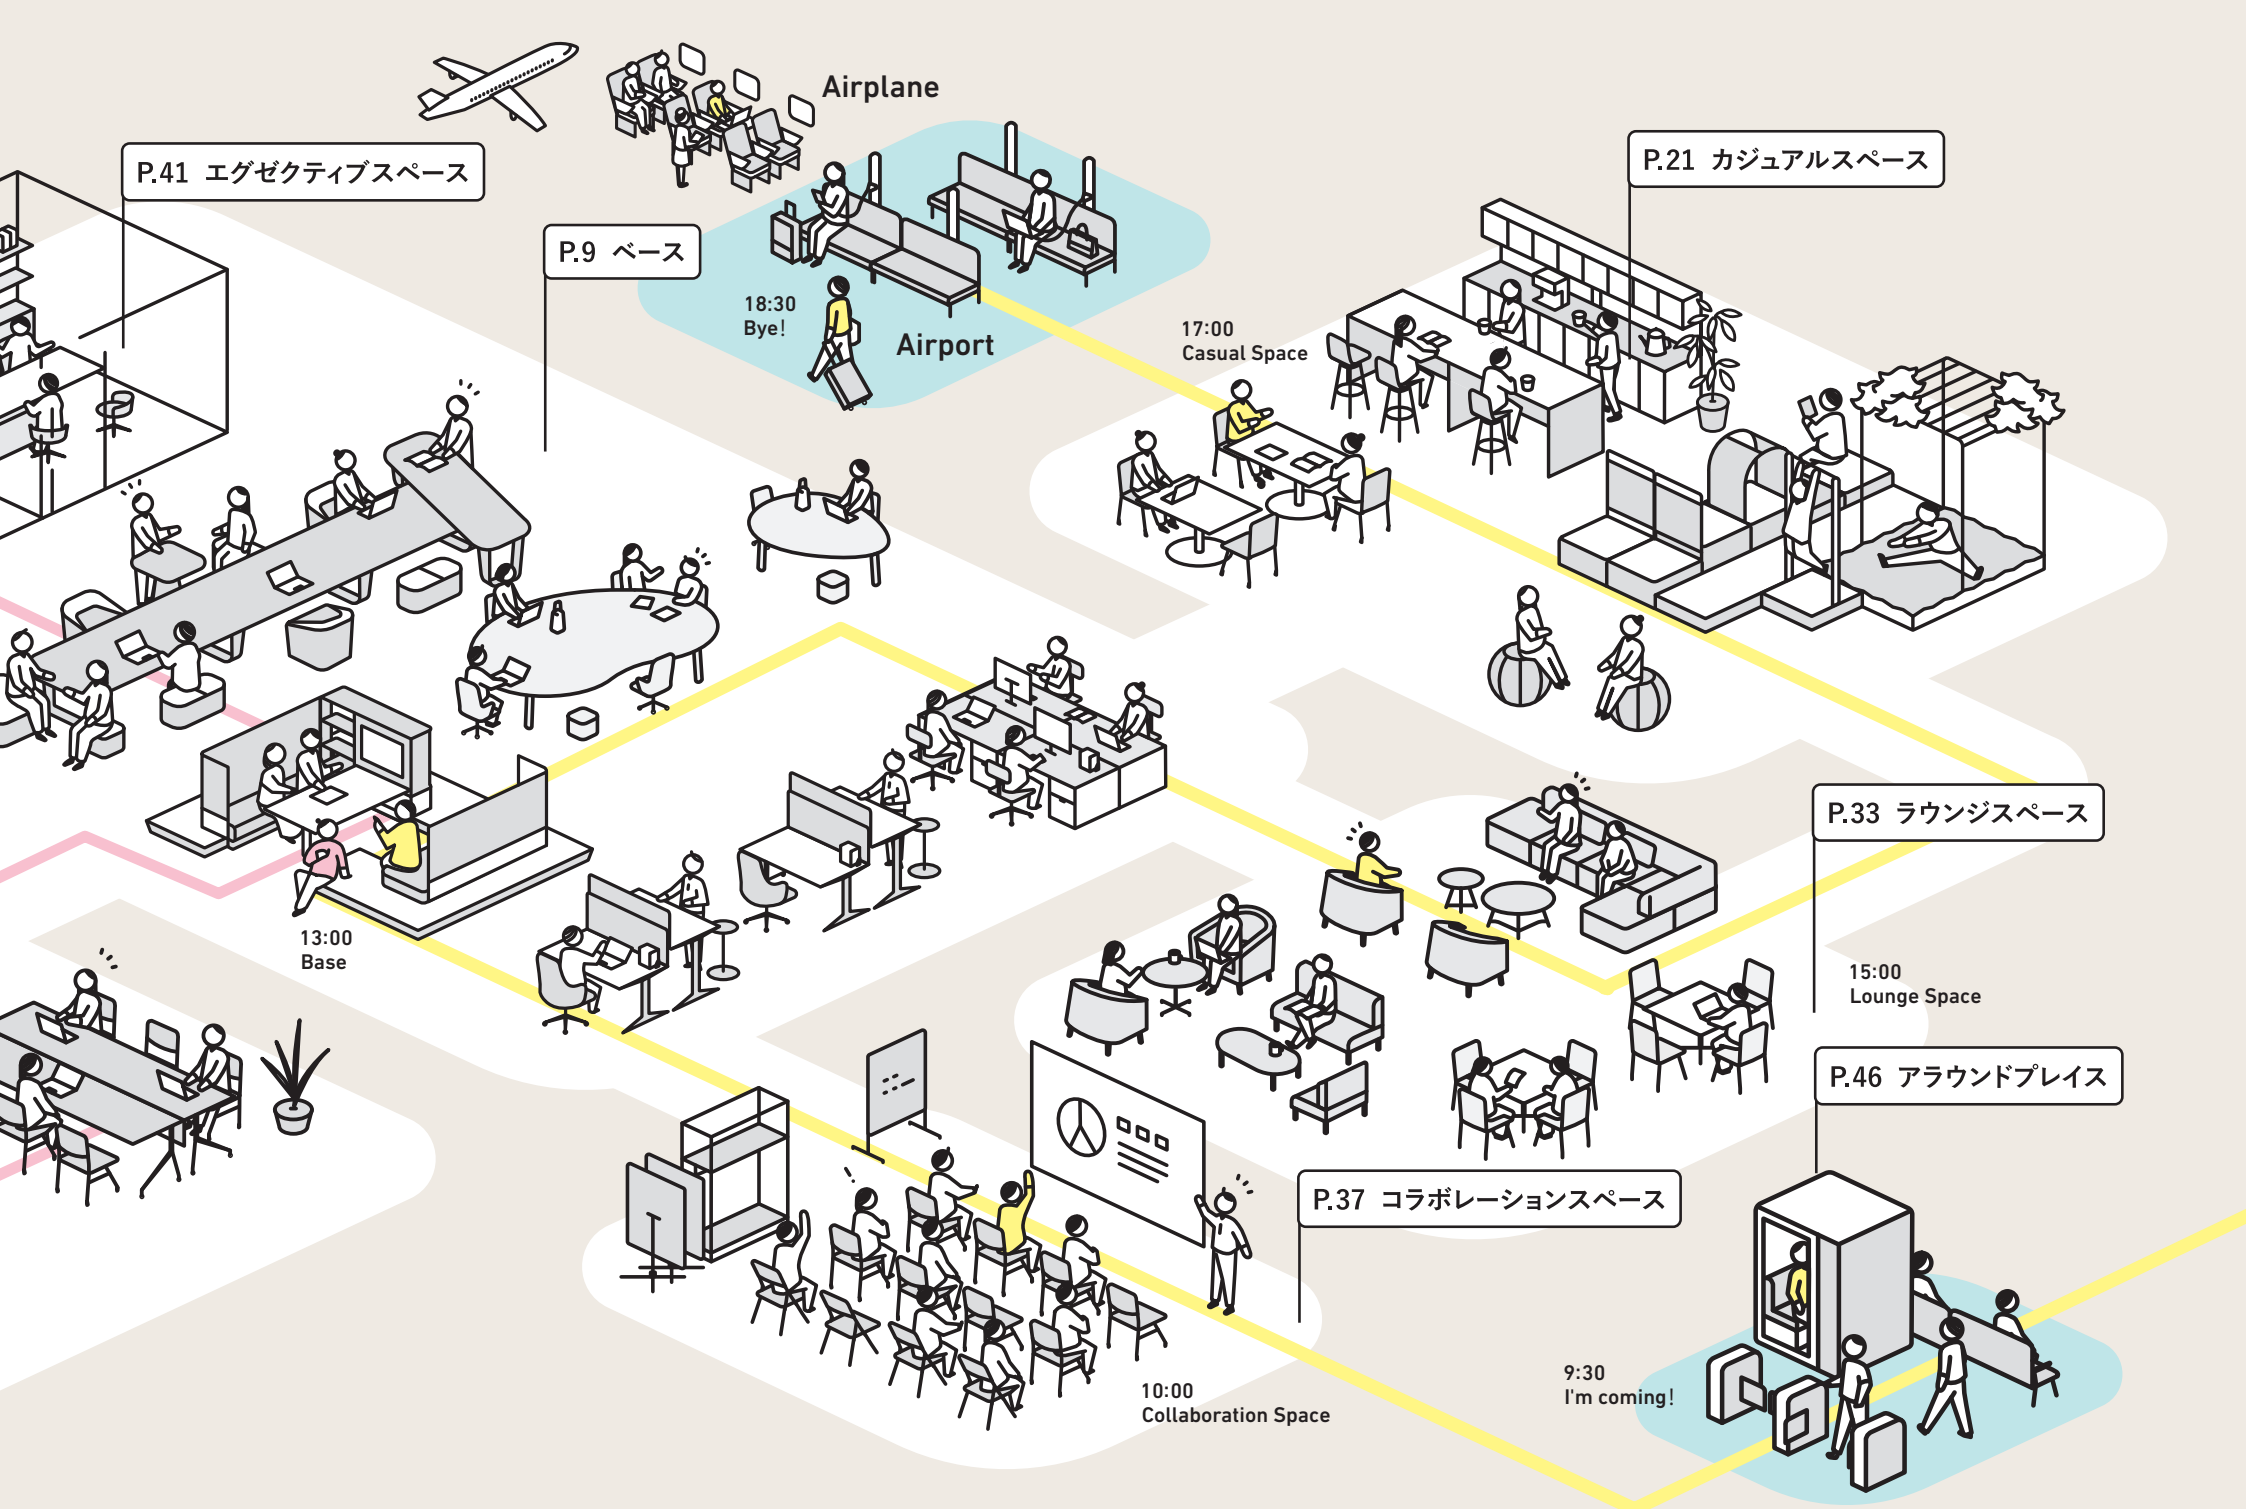 Airplane
P.41 エグゼクティブスペース
P.21 カジュアルスペース
P.9 ベース
18:30
Bye!
Airport
17:00
Casual Space
P.33 ラウンジスペース
13:00
Base
15:00
Lounge Space
P.46 アラウンドプレイス
P.37 コラボレーションスペース
9:30
I'm coming!
10:00
Collaboration Space